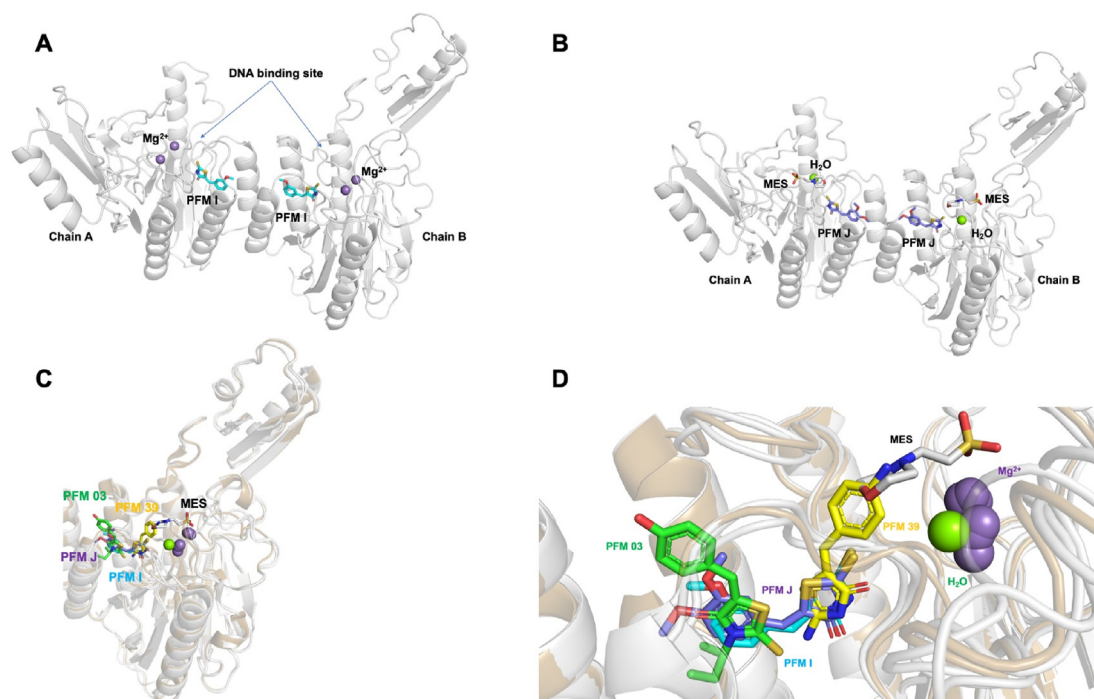 A
DNA binding site
Mg2+
Mg2+
PFM I
PFM I
Chain A
Chain B
B
H2O
MES
MES
PFM J
PFM J
H2O
Chain A
Chain B
C
PFM 03
PFM 39
MES
PFM J
PFM I
D
MES
Mg2+
PFM 03
PFM 39
PFM J
H2O
PFM I